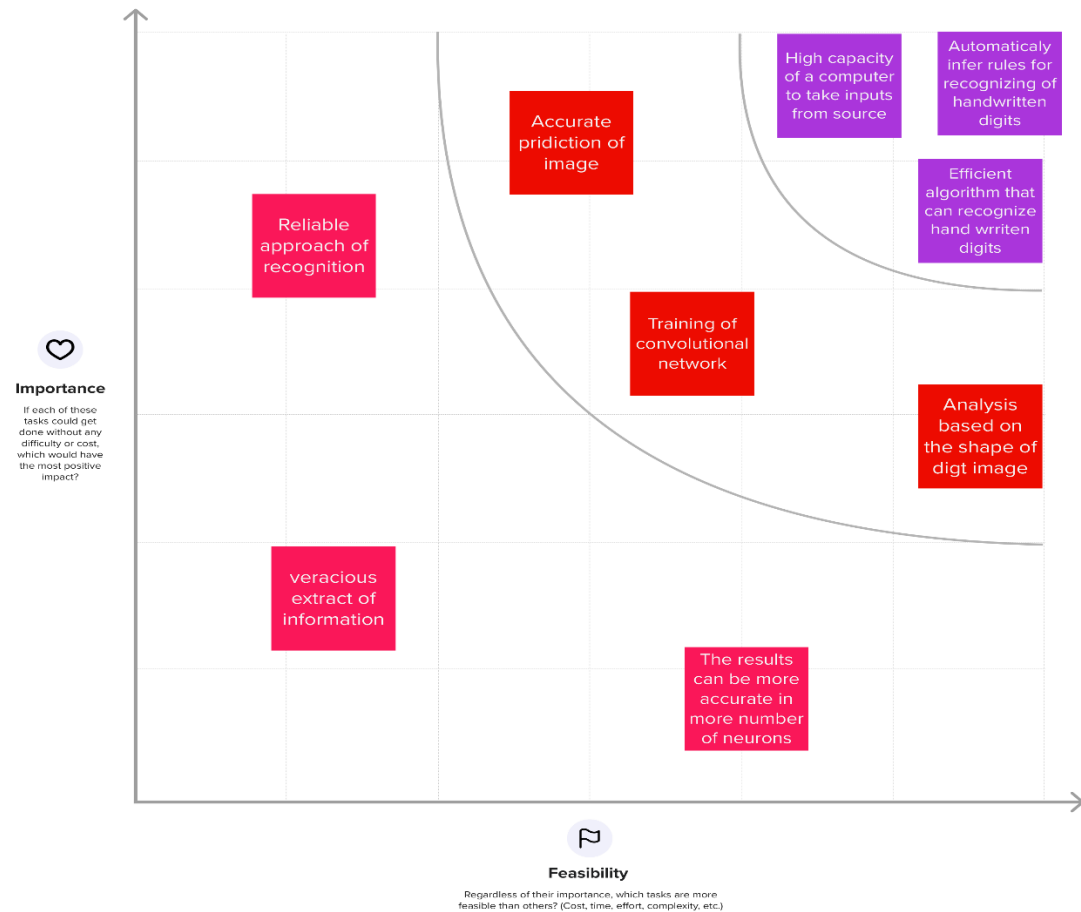 High capacity
of a computer
to take inputs
from source
Automaticaly
infer rules for
recognizing of
handwritten
digits
Accurate
pridiction of
image
Efficient
algorithm that
can recognize
hand wrriten
digits
Reliable
approach of
recognition
Training of
convolutional
network
Importance
If each of these
tasks could get
done without any
difficulty or cost,
which would have
the most positive
impact?
Analysis
based on
the shape of
digt image
veracious
extract of
information
The results
can be more
accurate in
more number
of neurons
Feasibility
Regardless of their importance, which tasks are more
feasible than others? (Cost, time, effort, complexity, etc.)